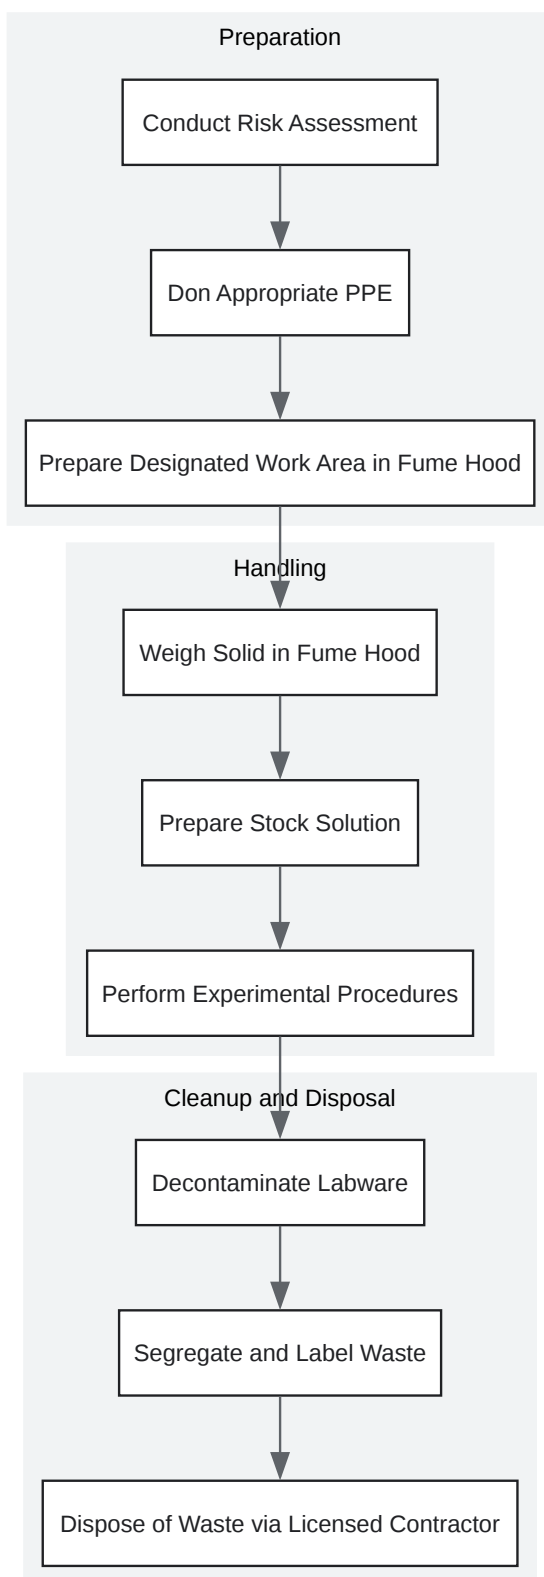 Preparation
Conduct Risk Assessment
Don Appropriate PPE
Prepare Designated Work Area in Fume Hood
Handling
Weigh Solid in Fume Hood
Prepare Stock Solution
Perform Experimental Procedures
Cleanup and Disposal
Decontaminate Labware
Segregate and Label Waste
Dispose of Waste via Licensed Contractor